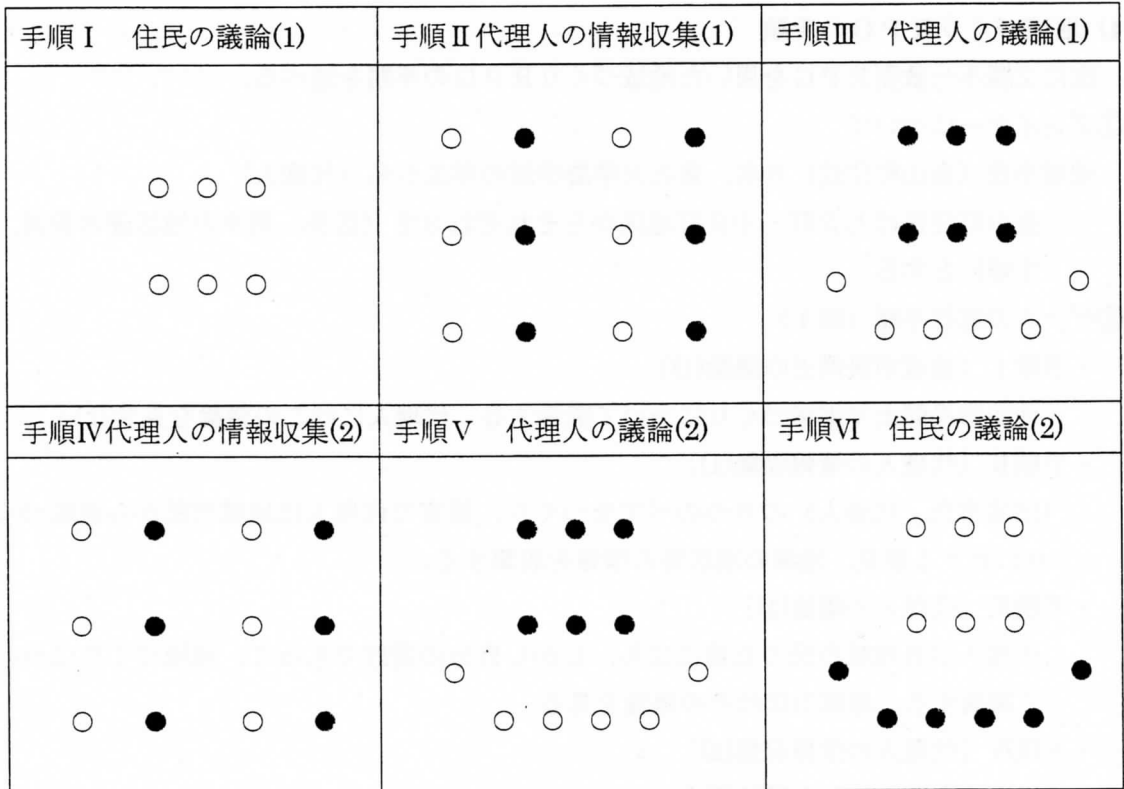 手順Ⅰ　住民の議論(1)
手順Ⅱ代理人の情報収集(1)
手順Ⅲ　代理人の議論(1)
手順Ⅳ代理人の情報収集(2)
手順Ⅴ　代理人の議論(2)
手順Ⅵ　住民の議論(2)